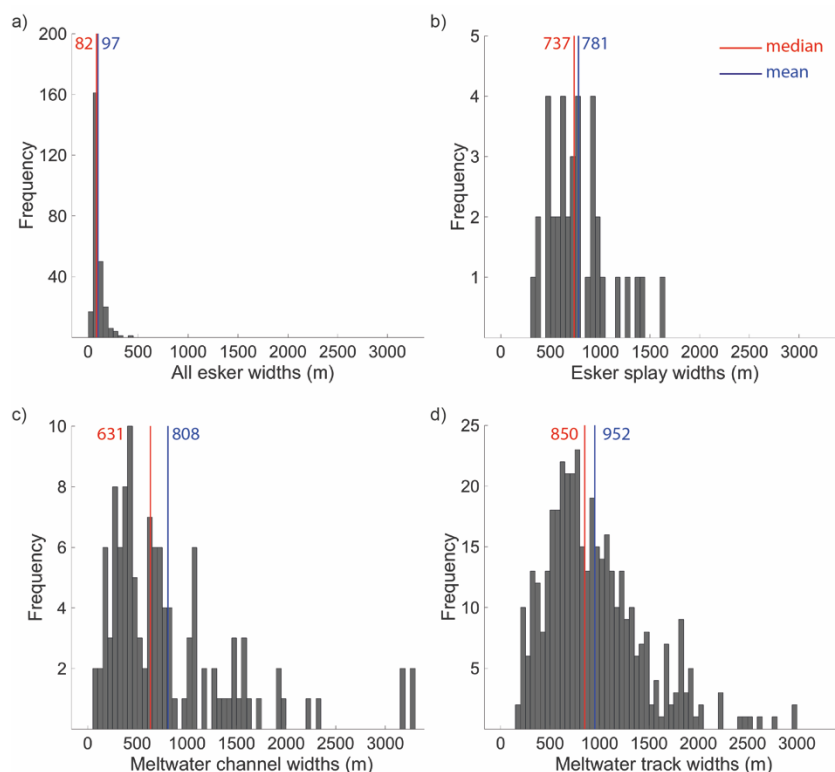 a)
82 97
200
160
120
80
40
Frequency
0 500 1000 1500 2000 2500 3000
All esker widths (m)
b)
737 781
median
mean
5
4
3
2
1
Frequency
0 500 1000 1500 2000 2500 3000
Esker splay widths (m)
c)
631 808
10
8
6
4
2
Frequency
0 500 1000 1500 2000 2500 3000
Meltwater channel widths (m)
d)
850 952
25
20
15
10
5
Frequency
0 500 1000 1500 2000 2500 3000
Meltwater track widths (m)